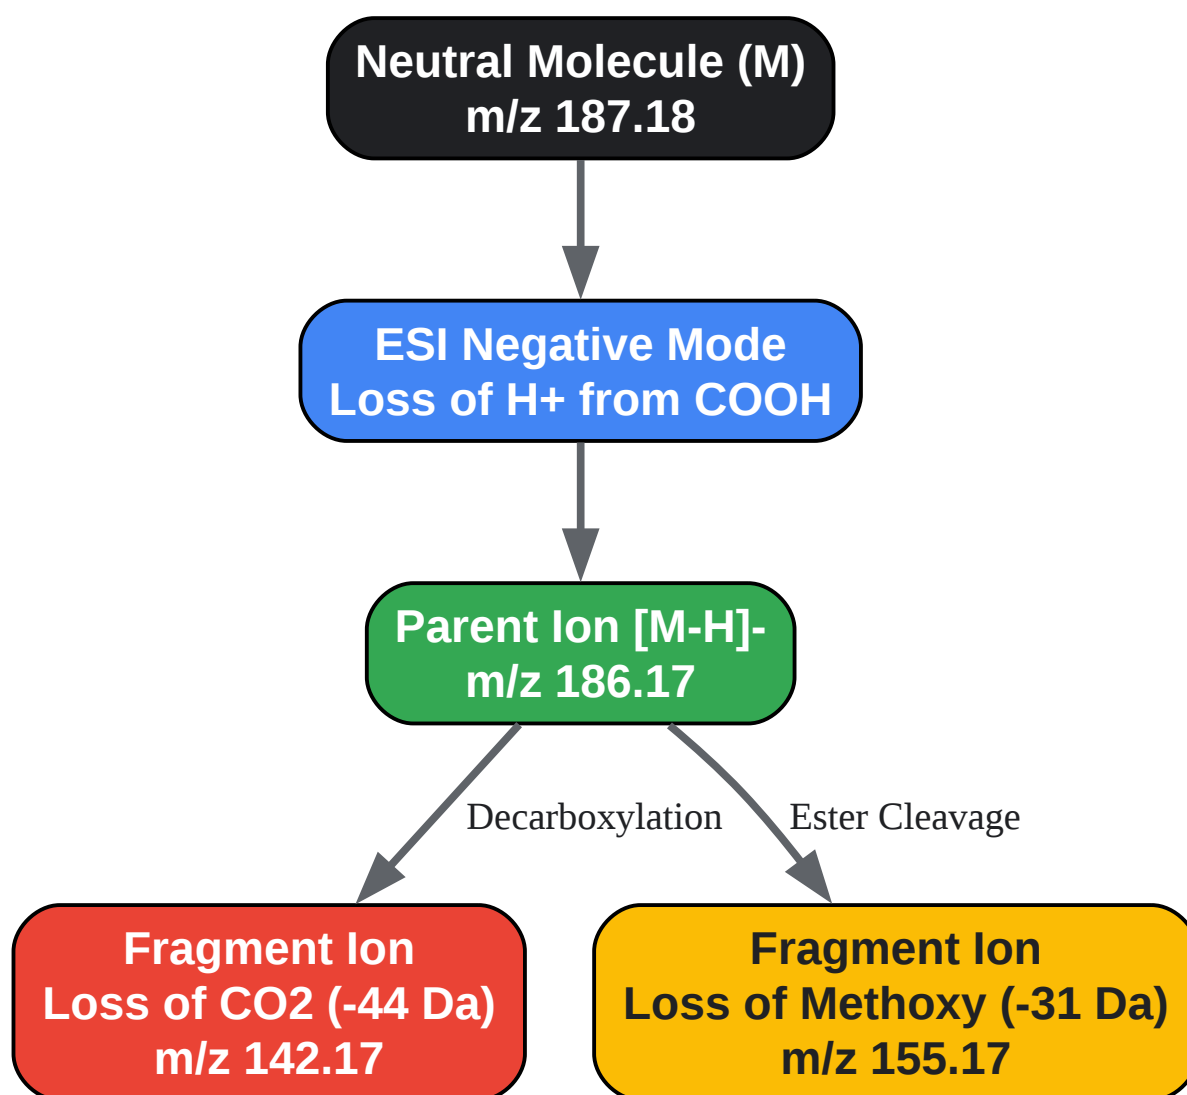 Neutral Molecule (M)
m/z 187.18
ESI Negative Mode
Loss of H+ from COOH
Parent Ion [M-H]-
m/z 186.17
Decarboxylation
Ester Cleavage
Fragment Ion
Loss of CO2 (-44 Da)
m/z 142.17
Fragment Ion
Loss of Methoxy (-31 Da)
m/z 155.17